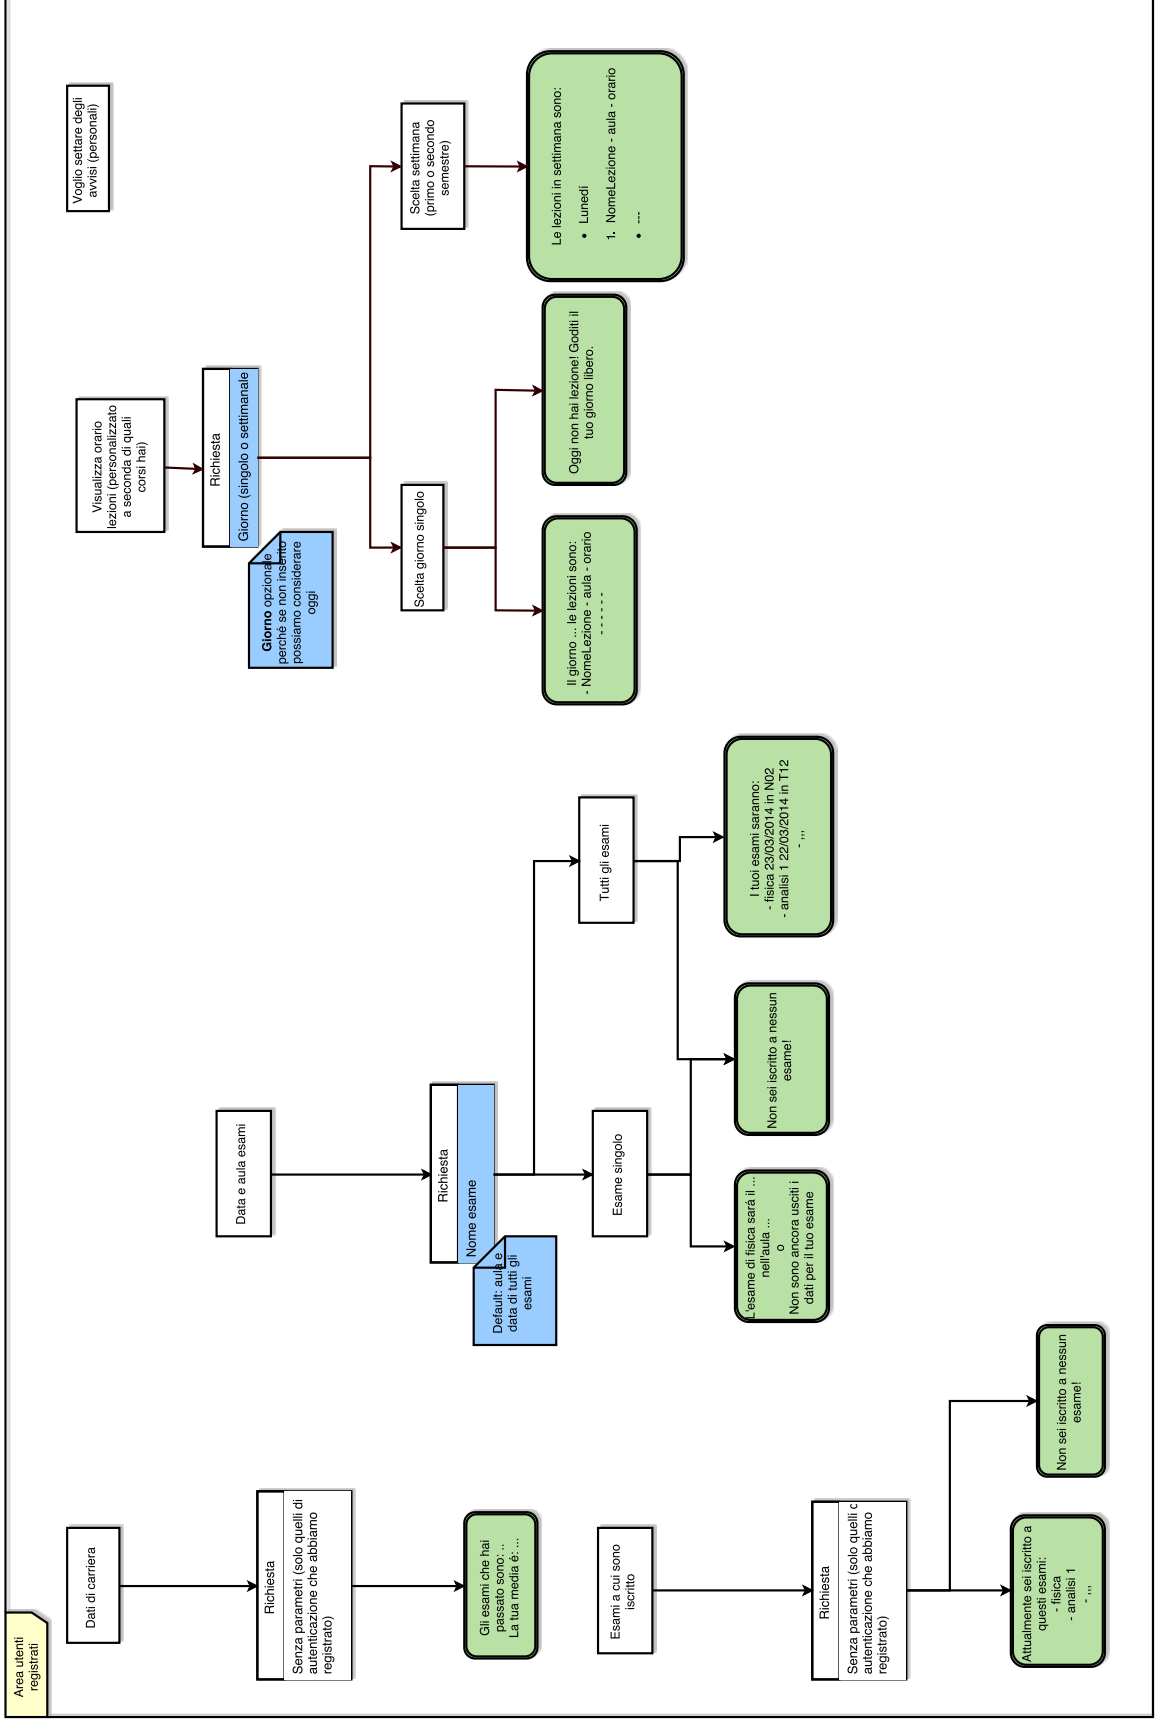 Area utenti
registrati
Dati di carriera
Richiesta
Senza parametri (solo quelli di
autenticazione che abbiamo
registrato)
Gli esami che hai
passato sono: ..
La tua media é: ...
Esami a cui sono
iscritto
Richiesta
Senza parametri (solo quelli c
autenticazione che abbiamo
registrato)
Attualmente sei iscritto a
questi esami:
- fisica
- analisi 1
- ,,,
Non sei iscritto a nessun
esame!
Data e aula esami
Richiesta
Nome esame
Default: aula e
data di tutti gli
esami
Esame singolo
Tutti gli esami
L'esame di fisica sará il ...
nell'aula ...
o
Non sono ancora usciti i
dati per il tuo esame
Non sei iscritto a nessun
esame!
I tuoi esami saranno:
- fisica 23/03/2014 in N02
- analisi 1 22/03/2014 in T12
- ,,,
Visualizza orario
lezioni (personalizzato
a seconda di quali
corsi hai)
Richiesta
Giorno (singolo o settimanale
Giorno opzionale
perché se non inserito
possiamo considerare
oggi
Scelta giorno singolo
Scelta settimana
(primo o secondo
semestre)
Il giorno ... le lezioni sono:
- NomeLezione - aula - orario
- - - - - -
Oggi non hai lezione! Goditi il
tuo giorno libero.
Le lezioni in settimana sono:
• Lunedí
1. NomeLezione - aula - orario
• ---
Voglio settare degli
avvisi (personali)